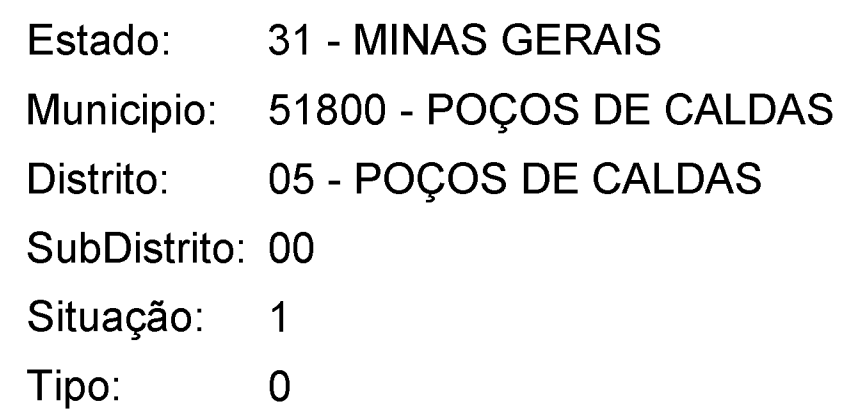 Estado: 31 - MINAS GERAIS
Municipio: 51800 - POÇOS DE CALDAS
Distrito: 05 - POÇOS DE CALDAS
SubDistrito: 00
Situação: 1
Tipo: 0